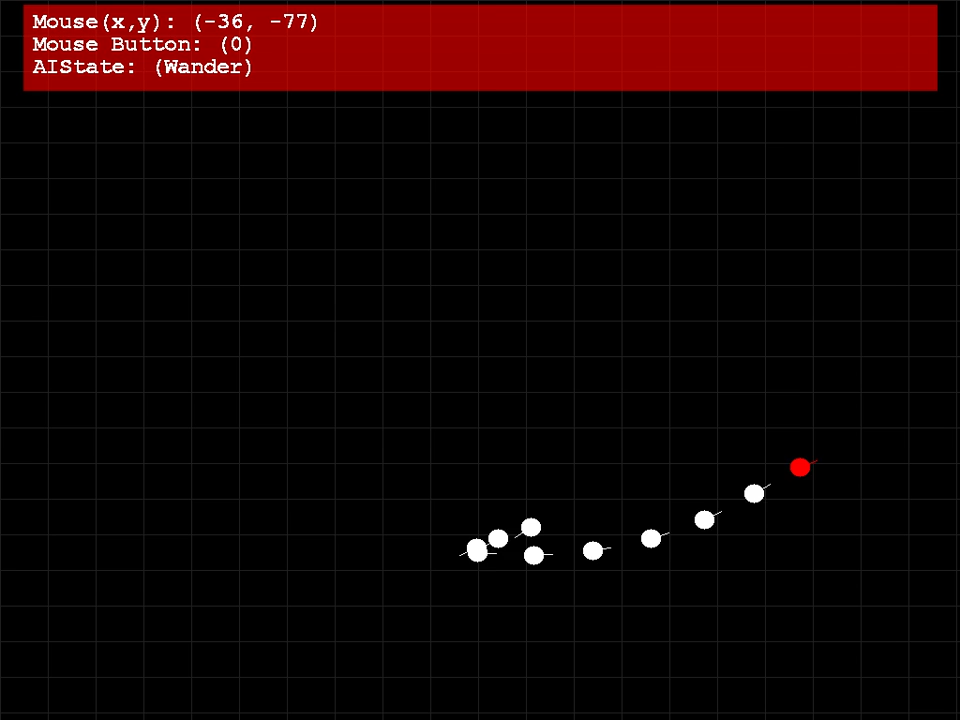 Mouse(x,y): (-36, -77)
Mouse Button: (0)
AIState: (Wander)